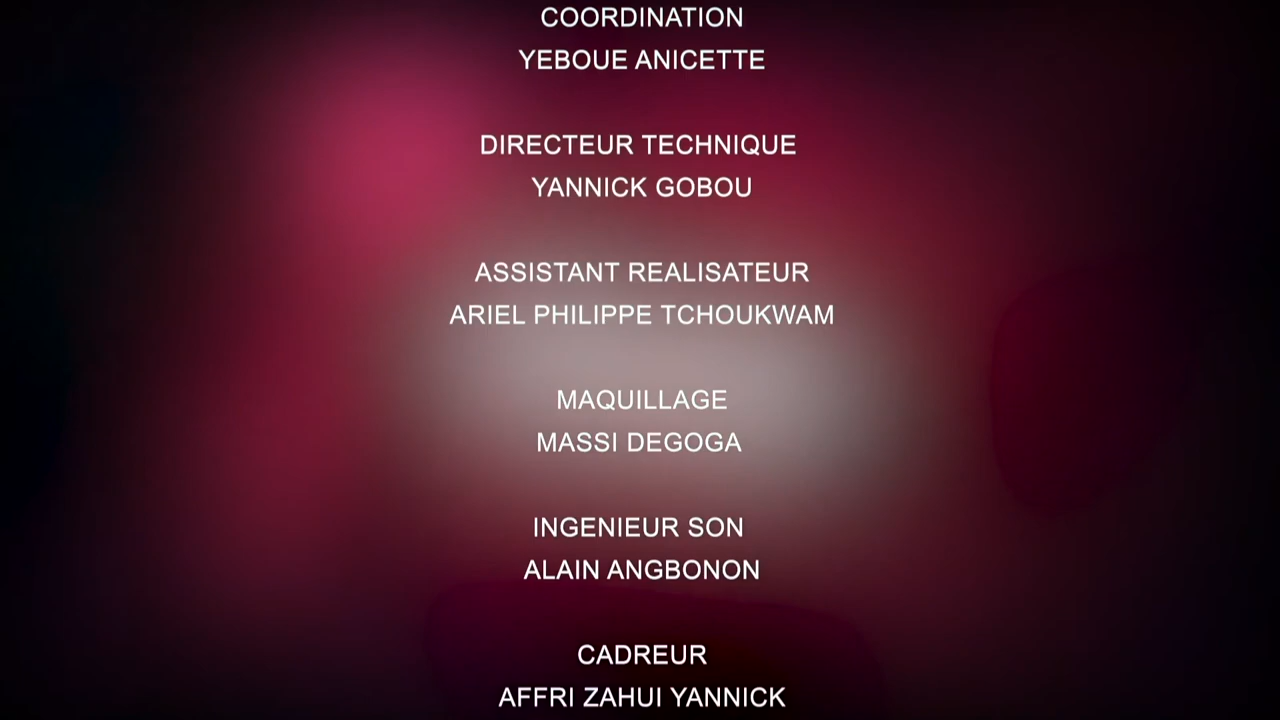 COORDINATION
YEBOUE ANICETTE
DIRECTEUR TECHNIQUE
YANNICK GOBOU
ASSISTANT REALISATEUR
ARIEL PHILIPPE TCHOUKWAM
MAQUILLAGE
MASSI DEGOGA
INGENIEUR SON
ALAIN ANGBONON
CADREUR
AFFRI ZAHUI YANNICK